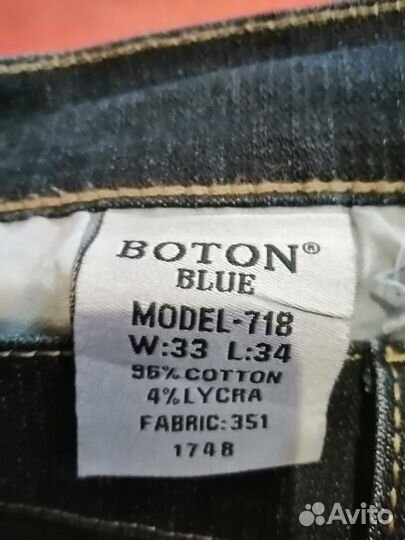 BOTON®
BLUE
MODEL-718
W:33 L:34
96% COTTON
4% LYCRA
FABRIC:351
1748
Avito